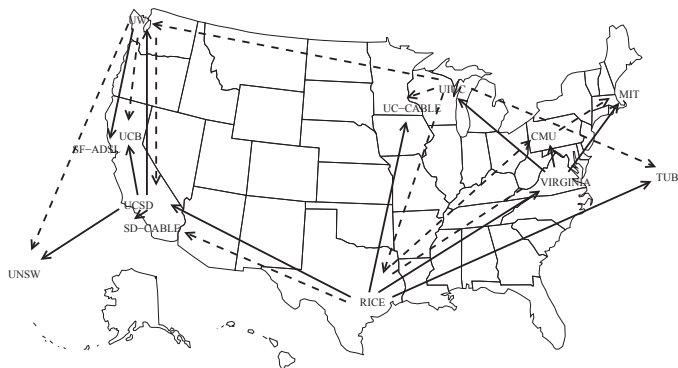 UW
UIUC
MIT
UC-CABLE
UCB
CMU
SF-ADSL
TUB
VIRGINIA
UCSD
SD-CABLE
UNSW
RICE